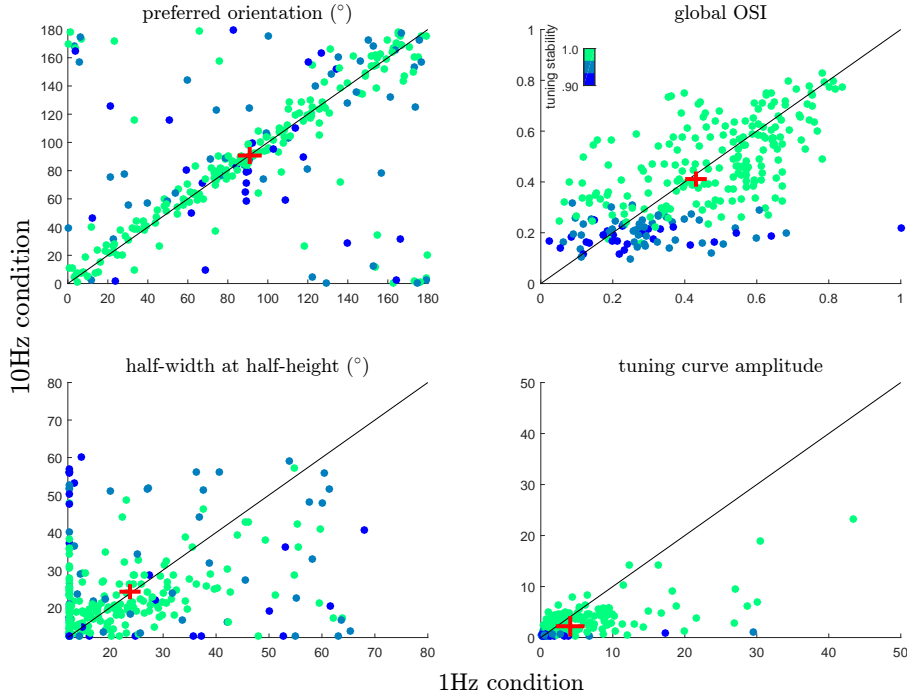 preferred orientation (°)
180
160
140
120
100
80
60
40
20
0
0 20 40 60 80 100 120 140 160 180
global OSI
1
0.8
0.6
0.4
0.2
0
0 0.2 0.4 0.6 0.8 1
tuning stability
1.0
.90
half-width at half-height (°)
80
70
60
50
40
30
20
20 30 40 50 60 70 80
tuning curve amplitude
50
40
30
20
10
0
0 10 20 30 40 50
10Hz condition
1Hz condition